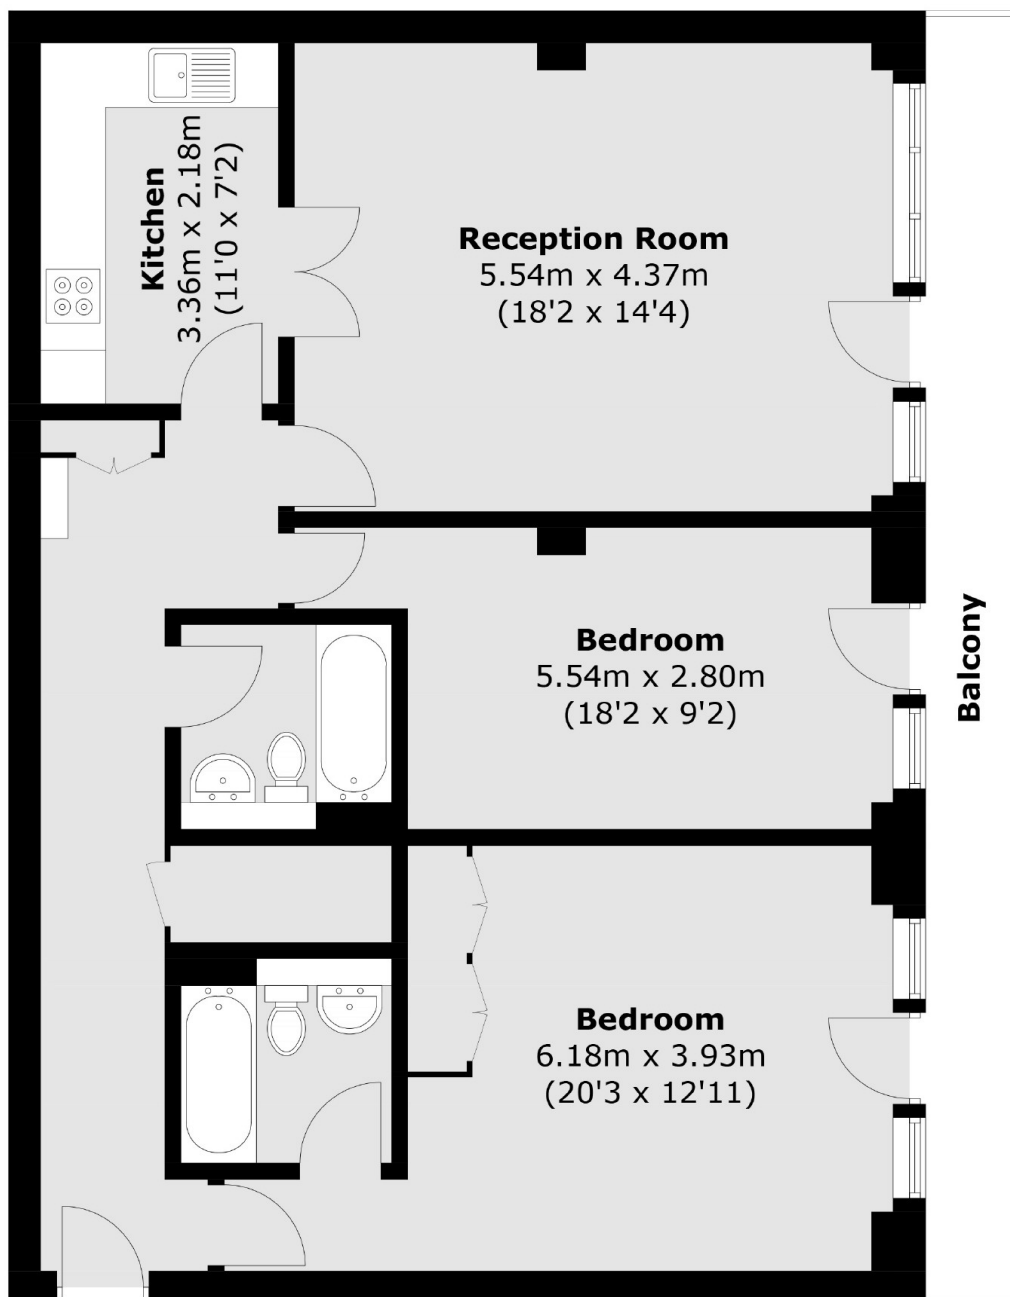 Kitchen
3.36m x 2.18m
(11'0 x 7'2)
Reception Room
5.54m x 4.37m
(18'2 x 14'4)
Bedroom
5.54m x 2.80m
(18'2 x 9'2)
Balcony
Bedroom
6.18m x 3.93m
(20'3 x 12'11)